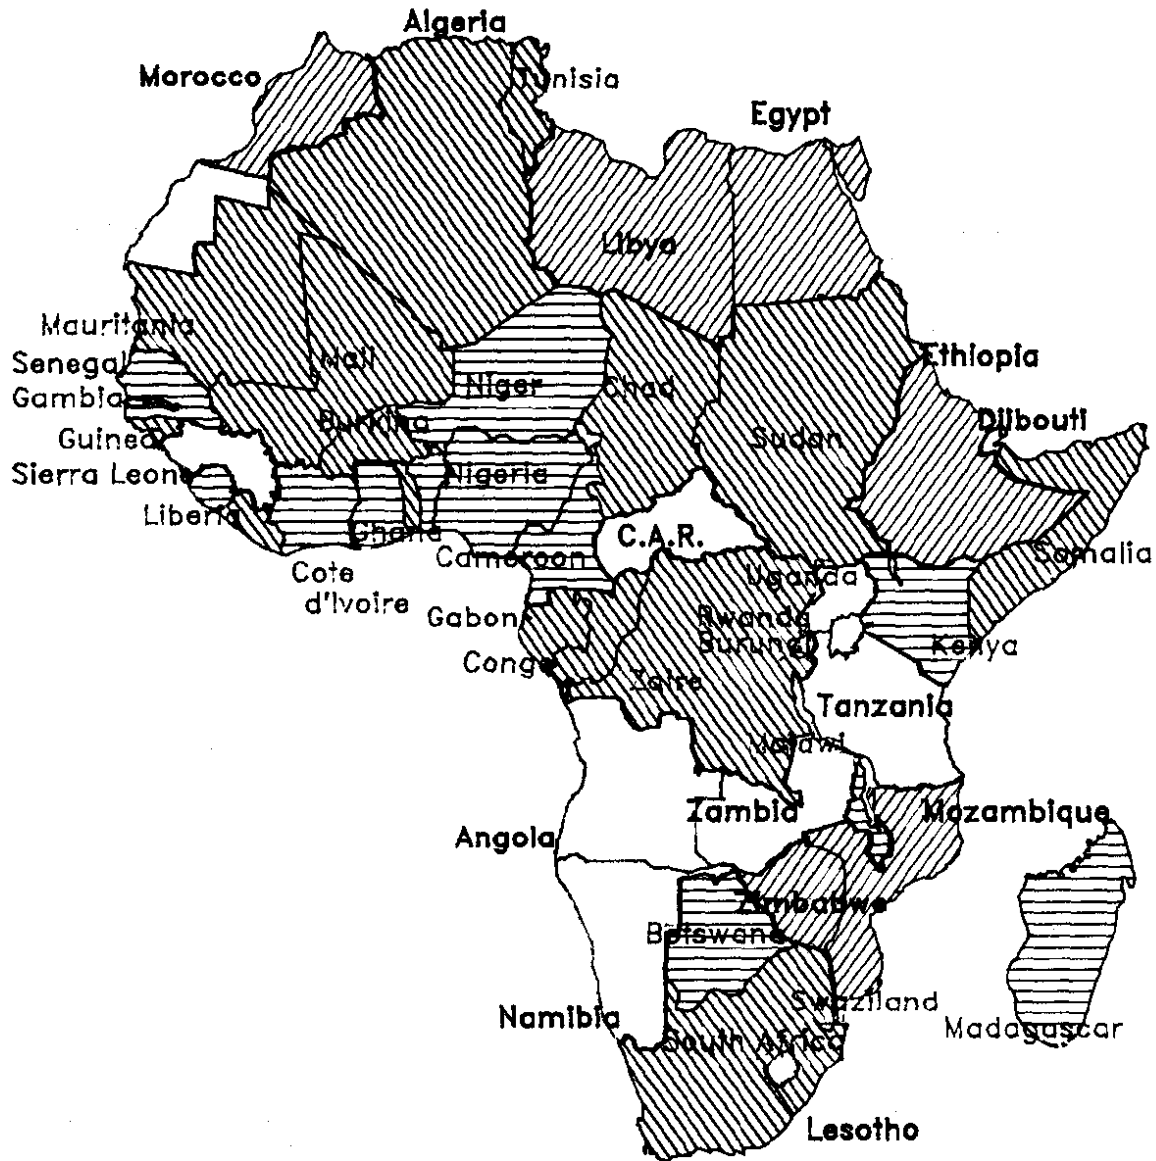 Algeria
Morocco
Tunisia
Egypt
Libya
Mauritania
Senegal
Mali
Ethiopia
Niger
Chad
Gambia
Burkina
Djibouti
Guinea
Sudan
Sierra Leone
Nigeria
Liberia
Ghana
C.A.R.
Cameroon
Somalia
Cote
d'Ivoire
Uganda
Gabon
Rwanda
Burundi
Kenya
Congo
Zaire
Tanzania
Malawi
Zambia
Mozambique
Angola
Zimbabwe
Botswana
Swaziland
Namibia
South Africa
Madagascar
Lesotho